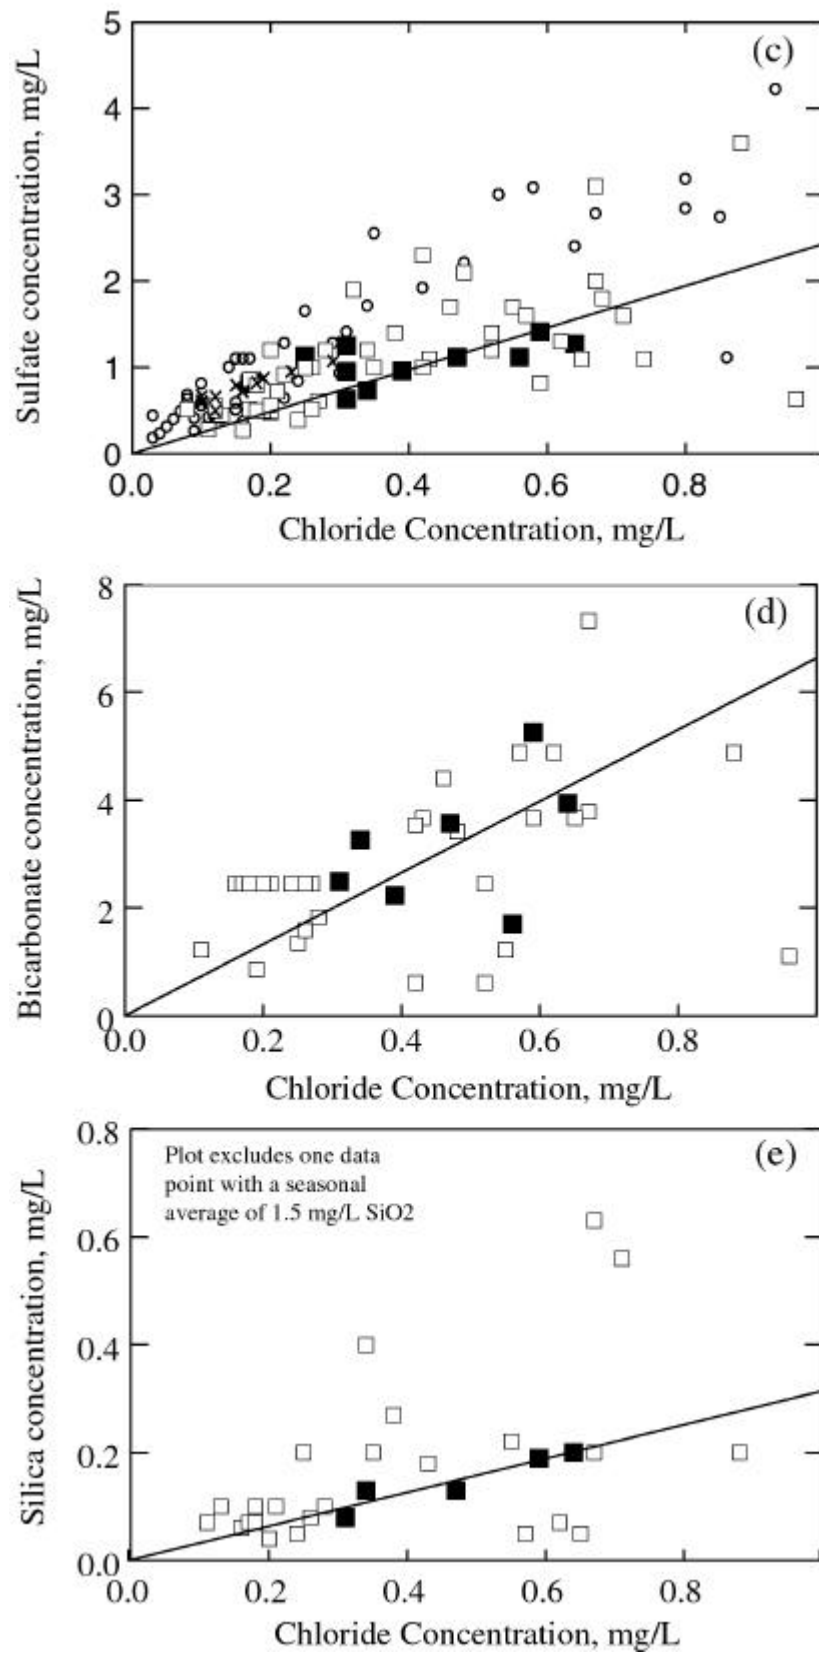 (c)
Sulfate concentration, mg/L
5
4
3
2
1
0
0.0 0.2 0.4 0.6 0.8
Chloride Concentration, mg/L
(d)
Bicarbonate concentration, mg/L
8
6
4
2
0
0.0 0.2 0.4 0.6 0.8
Chloride Concentration, mg/L
(e)
Plot excludes one data
point with a seasonal
average of 1.5 mg/L SiO2
Silica concentration, mg/L
0.8
0.6
0.4
0.2
0.0
0.0 0.2 0.4 0.6 0.8
Chloride Concentration, mg/L